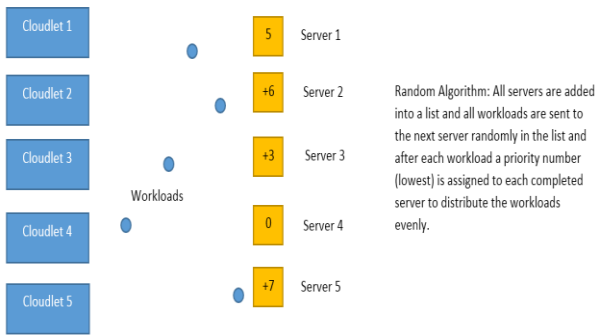 Cloudlet 1
5
Server 1
Cloudlet 2
+6
Server 2
Cloudlet 3
+3
Server 3
Workloads
Cloudlet 4
0
Server 4
Cloudlet 5
+7
Server 5
Random Algorithm: All servers are added
into a list and all workloads are sent to
the next server randomly in the list and
after each workload a priority number
(lowest) is assigned to each completed
server to distribute the workloads
evenly.